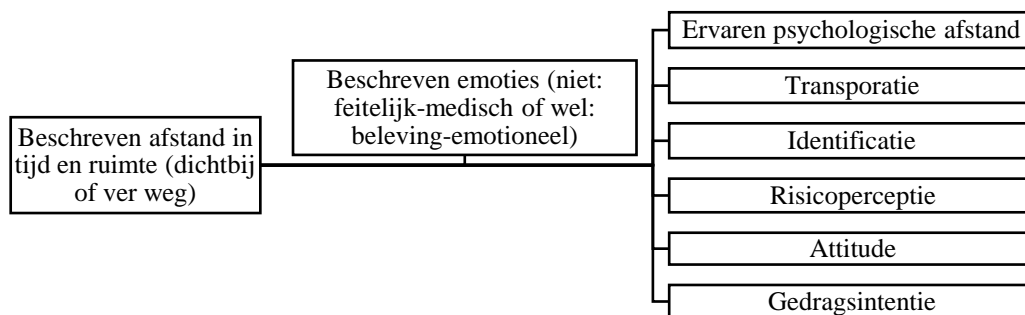 Beschreven afstand in
tijd en ruimte (dichtbij
of ver weg)
Beschreven emoties (niet:
feitelijk-medisch of wel:
beleving-emotioneel)
Ervaren psychologische afstand
Transporatie
Identificatie
Risicoperceptie
Attitude
Gedragsintentie